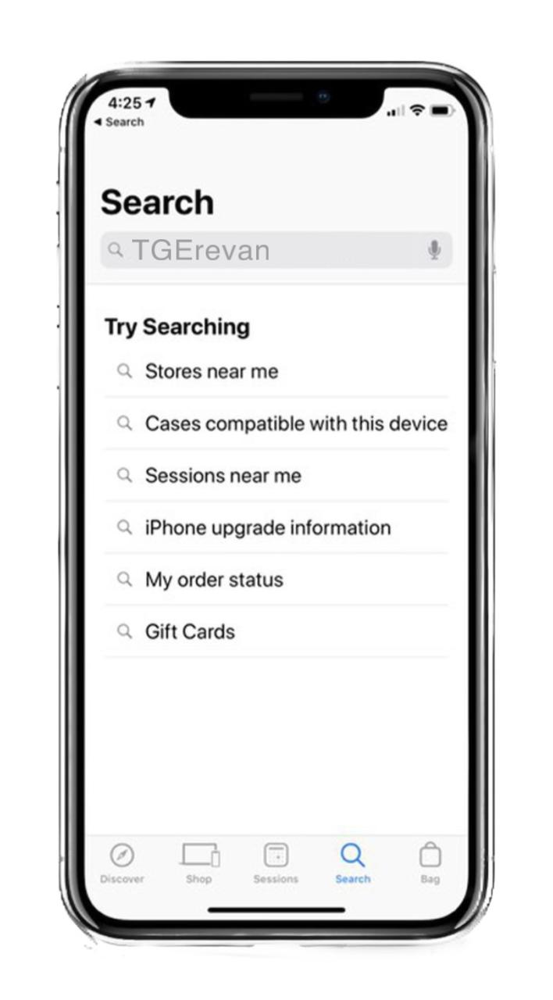 4:25
Search
Search
TGErevan
Try Searching
Stores near me
Cases compatible with this device
Sessions near me
iPhone upgrade information
My order status
Gift Cards
Discover
Shop
Sessions
Search
Bag